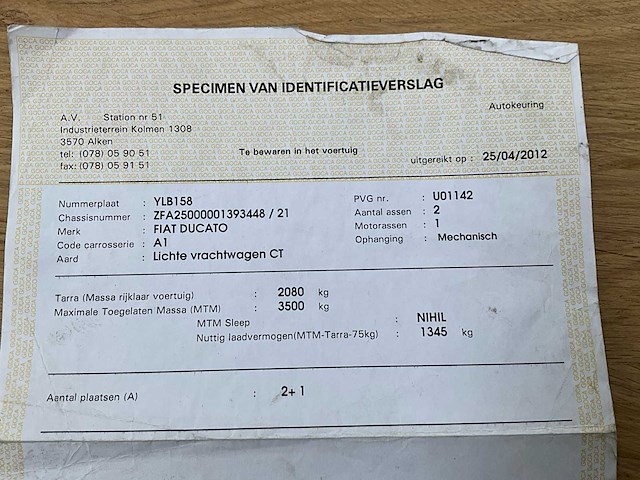 SPECIMEN VAN IDENTIFICATIEVERSLAG
Autokeuring
A.V. Station nr 51
Industrieterrein Kolmen 1308
3570 Alken
tel: (078) 05 90 51
fax: (078) 05 91 51
Te bewaren in het voertuig
uitgereikt op : 25/04/2012
Nummerplaat : YLB158
Chassisnummer : ZFA25000001393448 / 21
Merk : FIAT DUCATO
Code carrosserie : A1
Aard : Lichte vrachtwagen CT
PVG nr. : U01142
Aantal assen : 2
Motorassen : 1
Ophanging : Mechanisch
Tarra (Massa rijklaar voertuig) : 2080 kg
Maximale Toegelaten Massa (MTM) : 3500 kg
MTM Sleep : NIHIL
Nuttig laadvermogen(MTM-Tarra-75kg) : 1345 kg
Aantal plaatsen (A) : 2+ 1